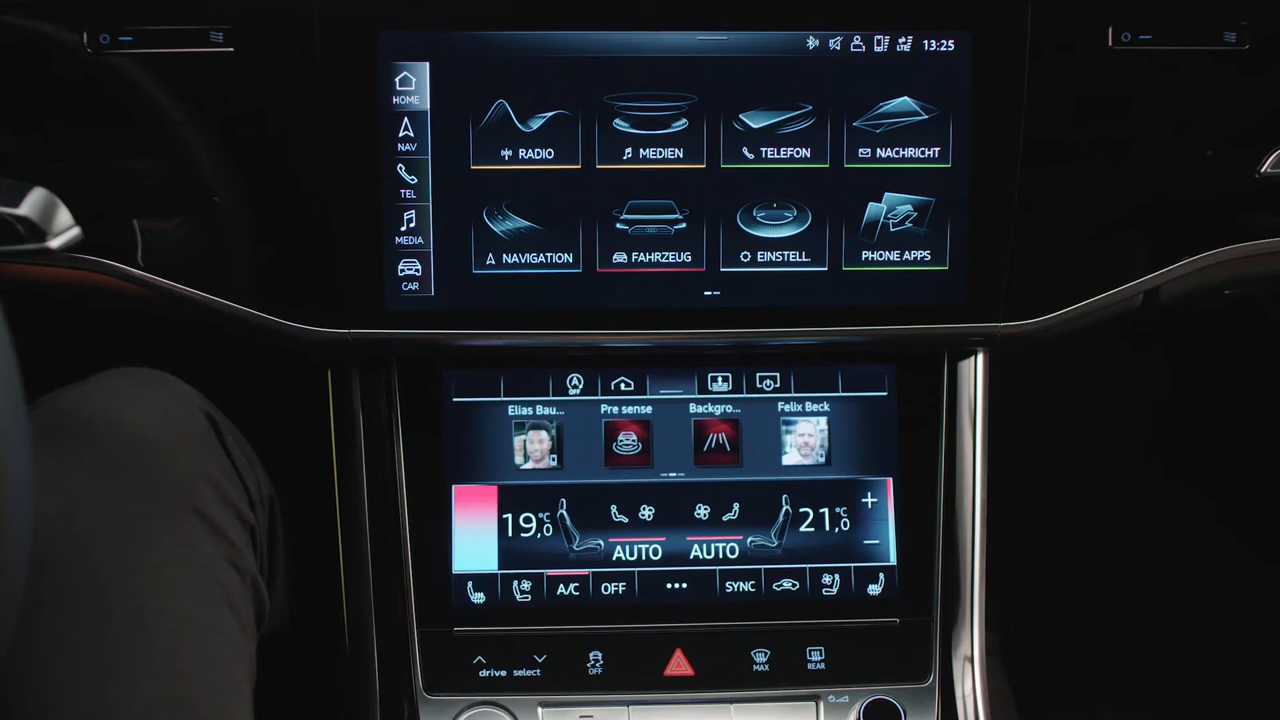 13:25
HOME
NAV
TEL
MEDIA
CAR
RADIO
MEDIEN
TELEFON
NACHRICHT
NAVIGATION
FAHRZEUG
EINSTELL.
PHONE APPS
A
OFF
Elias Bau...
Pre sense
Backgro...
Felix Beck
19,0 °C
21,0 °C
+
−
AUTO
AUTO
A/C
OFF
•••
SYNC
drive select
OFF
MAX
REAR